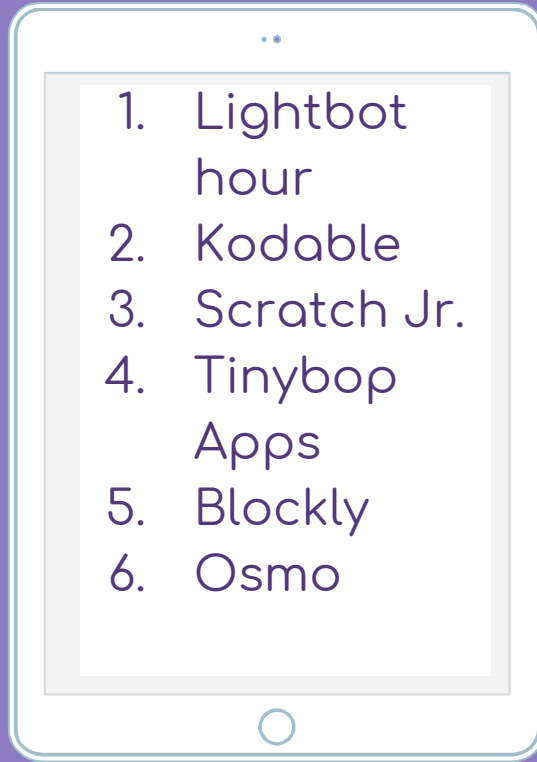 1. Lightbot
hour
2. Kodable
3. Scratch Jr.
4. Tinybop
Apps
5. Blockly
6. Osmo